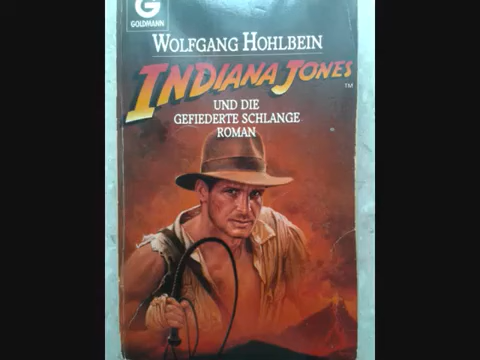 G
GOLDMANN
WOLFGANG HOHLBEIN
INDIANA JONES
TM
UND DIE
GEFIEDERTE SCHLANGE
ROMAN